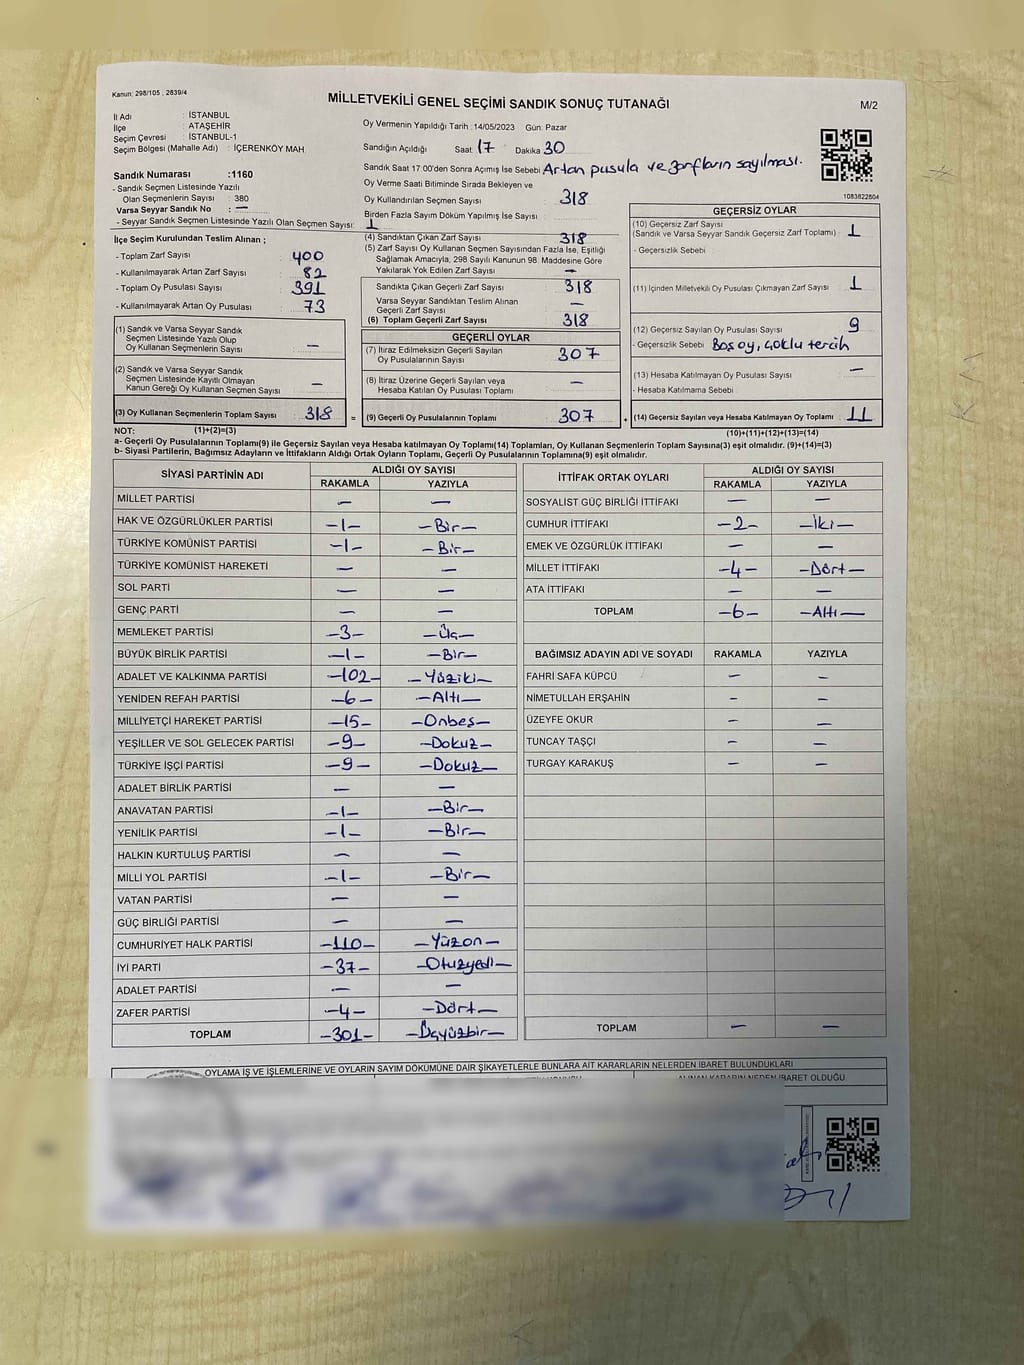 Kanun: 298/105 , 2839/4
MİLLETVEKİLİ GENEL SEÇİMİ SANDIK SONUÇ TUTANAĞI
M/2
İl Adı : İSTANBUL
İlçe : ATAŞEHİR
Seçim Çevresi : İSTANBUL-1
Seçim Bölgesi (Mahalle Adı) : İÇERENKÖY MAH.
Oy Vermenin Yapıldığı Tarih :14/05/2023 Gün: Pazar
Sandığın Açıldığı Saat 17 Dakika 30
Sandık Saat 17:00'den Sonra Açılmış İse Sebebi Artan pusula ve zarfların sayılması.
Oy Verme Saati Bitiminde Sırada Bekleyen ve
Oy Kullandırılan Seçmen Sayısı : 318
Birden Fazla Sayım Döküm Yapılmış İse Sayısı :
1083822804
Sandık Numarası :1160
- Sandık Seçmen Listesinde Yazılı
Olan Seçmenlerin Sayısı : 380
Varsa Seyyar Sandık No : —
- Seyyar Sandık Seçmen Listesinde Yazılı Olan Seçmen Sayısı: 1
İlçe Seçim Kurulundan Teslim Alınan ;
- Toplam Zarf Sayısı : 400
- Kullanılmayarak Artan Zarf Sayısı : 82
- Toplam Oy Pusulası Sayısı : 391
- Kullanılmayarak Artan Oy Pusulası : 73
(1) Sandık ve Varsa Seyyar Sandık
Seçmen Listesinde Yazılı Olup
Oy Kullanan Seçmenlerin Sayısı : —
(2) Sandık ve Varsa Seyyar Sandık
Seçmen Listesinde Kayıtlı Olmayan
Kanun Gereği Oy Kullanan Seçmen Sayısı : —
(3) Oy Kullanan Seçmenlerin Toplam Sayısı : 318 =
(1)+(2)=(3)
(4) Sandıktan Çıkan Zarf Sayısı : 318
(5) Zarf Sayısı Oy Kullanan Seçmen Sayısından Fazla İse, Eşitliği
Sağlamak Amacıyla, 298 Sayılı Kanunun 98. Maddesine Göre
Yakılarak Yok Edilen Zarf Sayısı : —
Sandıkta Çıkan Geçerli Zarf Sayısı : 318
Varsa Seyyar Sandıktan Teslim Alınan
Geçerli Zarf Sayısı : —
(6) Toplam Geçerli Zarf Sayısı : 318
GEÇERLİ OYLAR
(7) İtiraz Edilmeksizin Geçerli Sayılan
Oy Pusulalarının Sayısı : 307
(8) İtiraz Üzerine Geçerli Sayılan veya
Hesaba Katılan Oy Pusulası Sayısı : —
(9) Geçerli Oy Pusulalarının Toplamı : 307 +
GEÇERSİZ OYLAR
(10) Geçersiz Zarf Sayısı
(Sandık ve Varsa Seyyar Sandık Geçersiz Zarf Toplamı) : 1
- Geçersizlik Sebebi :
(11) İçinden Milletvekili Oy Pusulası Çıkmayan Zarf Sayısı : 1
(12) Geçersiz Sayılan Oy Pusulası Sayısı : 9
- Geçersizlik Sebebi : Boş oy, çoklu tercih
(13) Hesaba Katılmayan Oy Pusulası Sayısı : —
- Hesaba Katılmama Sebebi :
(14) Geçersiz Sayılan veya Hesaba Katılmayan Oy Toplamı : 11
(10)+(11)+(12)+(13)=(14)
NOT:
a- Geçerli Oy Pusulalarının Toplamı(9) ile Geçersiz Sayılan veya Hesaba Katılmayan Oy Toplamı(14) Toplamları, Oy Kullanan Seçmenlerin Toplam Sayısına(3) eşit olmalıdır. (9)+(14)=(3)
b- Siyasi Partilerin, Bağımsız Adayların ve İttifakların Aldığı Ortak Oyların Toplamı, Geçerli Oy Pusulalarının Toplamına(9) eşit olmalıdır.
SİYASİ PARTİNİN ADI ALDIĞI OY SAYISI
RAKAMLA YAZIYLA
MİLLET PARTİSİ — —
HAK VE ÖZGÜRLÜKLER PARTİSİ —1— —Bir—
TÜRKİYE KOMÜNİST PARTİSİ —1— —Bir—
TÜRKİYE KOMÜNİST HAREKETİ — —
SOL PARTİ — —
GENÇ PARTİ — —
MEMLEKET PARTİSİ —3— —Üç—
BÜYÜK BİRLİK PARTİSİ —1— —Bir—
ADALET VE KALKINMA PARTİSİ —102— —Yüziki—
YENİDEN REFAH PARTİSİ —6— —Altı—
MİLLİYETÇİ HAREKET PARTİSİ —15— —Onbeş—
YEŞİLLER VE SOL GELECEK PARTİSİ —9— —Dokuz—
TÜRKİYE İŞÇİ PARTİSİ —9— —Dokuz—
ADALET BİRLİK PARTİSİ — —
ANAVATAN PARTİSİ —1— —Bir—
YENİLİK PARTİSİ —1— —Bir—
HALKIN KURTULUŞ PARTİSİ — —
MİLLİ YOL PARTİSİ —1— —Bir—
VATAN PARTİSİ — —
GÜÇ BİRLİĞİ PARTİSİ — —
CUMHURİYET HALK PARTİSİ —110— —Yüzon—
İYİ PARTİ —37— —Otuzyedi—
ADALET PARTİSİ — —
ZAFER PARTİSİ —4— —Dört—
TOPLAM —301— —Üçyüzbir—
İTTİFAK ORTAK OYLARI ALDIĞI OY SAYISI
RAKAMLA YAZIYLA
SOSYALİST GÜÇ BİRLİĞİ İTTİFAKI — —
CUMHUR İTTİFAKI —2— —İki—
EMEK VE ÖZGÜRLÜK İTTİFAKI — —
MİLLET İTTİFAKI —4— —Dört—
ATA İTTİFAKI — —
TOPLAM —6— —Altı—
BAĞIMSIZ ADAYIN ADI VE SOYADI RAKAMLA YAZIYLA
FAHRİ SAFA KÜPCÜ — —
NİMETULLAH ERŞAHİN — —
ÜZEYFE OKUR — —
TUNCAY TAŞÇI — —
TURGAY KARAKUŞ — —
TOPLAM — —
OYLAMA İŞ VE İŞLEMLERİNE VE OYLARIN SAYIM DÖKÜMÜNE DAİR ŞİKAYETLERLE BUNLARA AİT KARARLARIN NELERDEN İBARET BULUNDUKLARI
ALINAN KARARIN NEDEN İBARET OLDUĞU